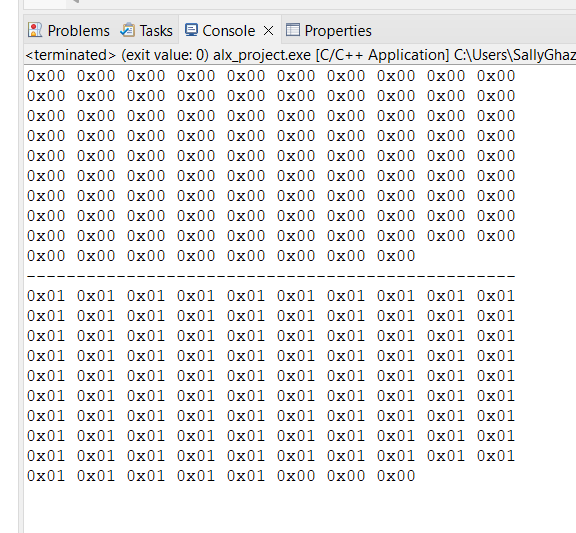 Problems Tasks Console Properties
<terminated> (exit value: 0) alx_project.exe [C/C++ Application] C:\Users\SallyGhaz
0x00 0x00 0x00 0x00 0x00 0x00 0x00 0x00 0x00 0x00
0x00 0x00 0x00 0x00 0x00 0x00 0x00 0x00 0x00 0x00
0x00 0x00 0x00 0x00 0x00 0x00 0x00 0x00 0x00 0x00
0x00 0x00 0x00 0x00 0x00 0x00 0x00 0x00 0x00 0x00
0x00 0x00 0x00 0x00 0x00 0x00 0x00 0x00 0x00 0x00
0x00 0x00 0x00 0x00 0x00 0x00 0x00 0x00 0x00 0x00
0x00 0x00 0x00 0x00 0x00 0x00 0x00 0x00 0x00 0x00
0x00 0x00 0x00 0x00 0x00 0x00 0x00 0x00 0x00 0x00
0x00 0x00 0x00 0x00 0x00 0x00 0x00 0x00 0x00 0x00
0x00 0x00 0x00 0x00 0x00 0x00 0x00 0x00
-------------------------------------------------
0x01 0x01 0x01 0x01 0x01 0x01 0x01 0x01 0x01 0x01
0x01 0x01 0x01 0x01 0x01 0x01 0x01 0x01 0x01 0x01
0x01 0x01 0x01 0x01 0x01 0x01 0x01 0x01 0x01 0x01
0x01 0x01 0x01 0x01 0x01 0x01 0x01 0x01 0x01 0x01
0x01 0x01 0x01 0x01 0x01 0x01 0x01 0x01 0x01 0x01
0x01 0x01 0x01 0x01 0x01 0x01 0x01 0x01 0x01 0x01
0x01 0x01 0x01 0x01 0x01 0x01 0x01 0x01 0x01 0x01
0x01 0x01 0x01 0x01 0x01 0x01 0x01 0x01 0x01 0x01
0x01 0x01 0x01 0x01 0x01 0x01 0x01 0x01 0x01 0x01
0x01 0x01 0x01 0x01 0x01 0x00 0x00 0x00